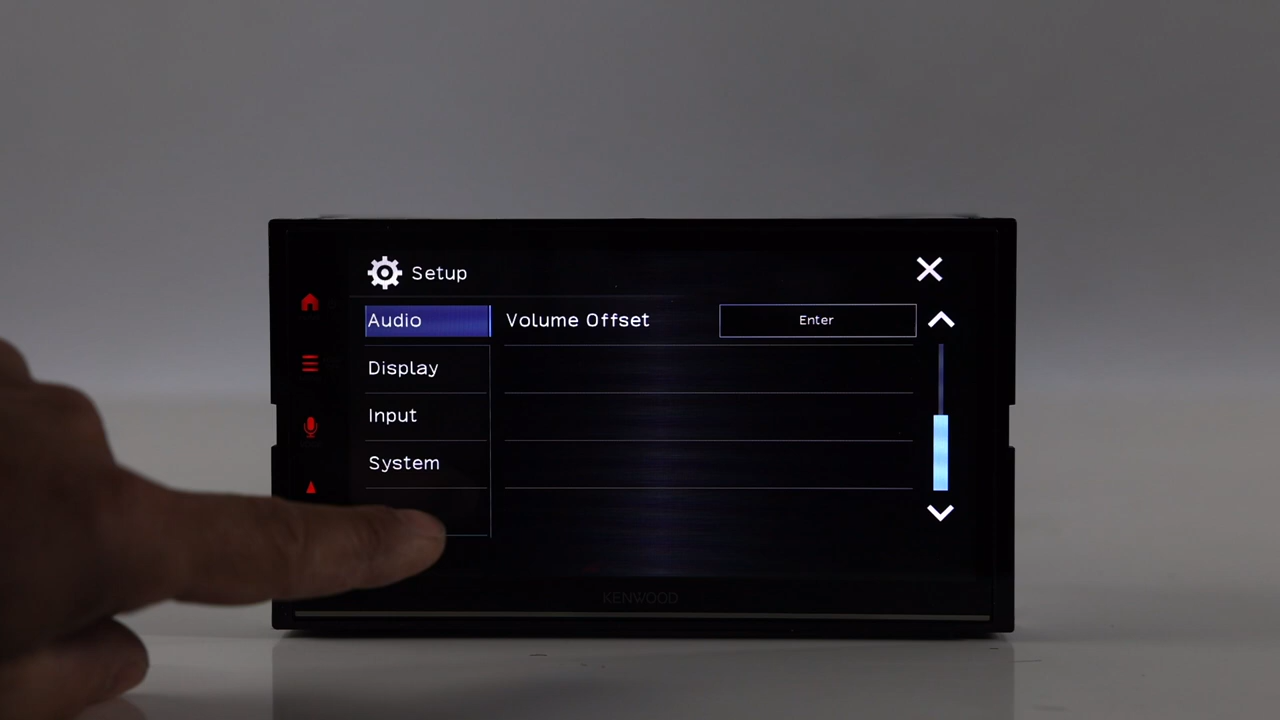 Setup
Audio
Volume Offset
Enter
Display
Input
System
KENWOOD